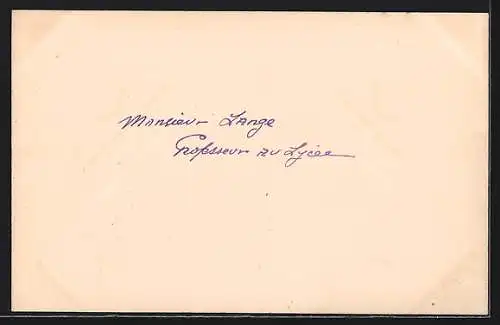 Monsieur Lange
Professeur au Lycée